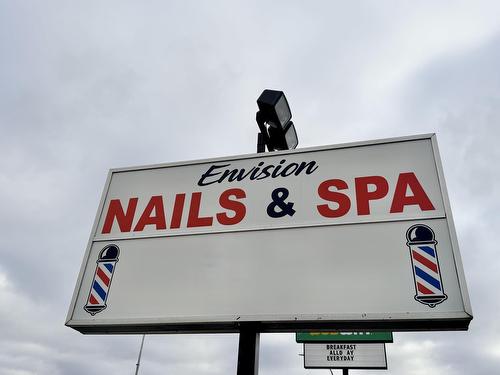 Envision
NAILS & SPA
BREAKFAST
ALLD AY
EVERYDAY